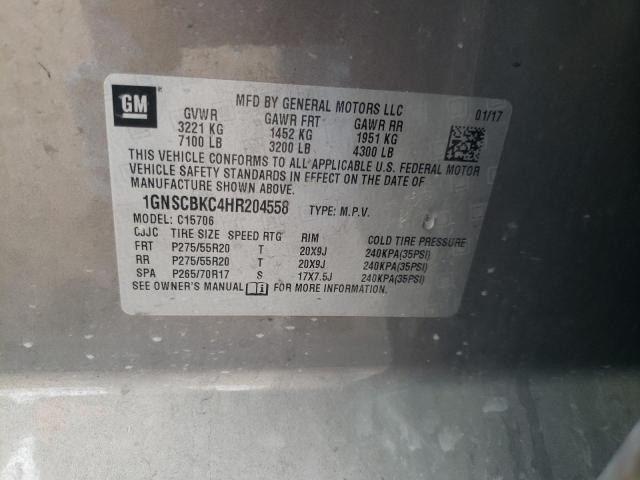 GM
MFD BY GENERAL MOTORS LLC
01/17
GVWR GAWR FRT GAWR RR
3221 KG 1452 KG 1951 KG
7100 LB 3200 LB 4300 LB
THIS VEHICLE CONFORMS TO ALL APPLICABLE U.S. FEDERAL MOTOR
VEHICLE SAFETY STANDARDS IN EFFECT ON THE DATE OF
MANUFACTURE SHOWN ABOVE.
1GNSCBKC4HR204558 TYPE: M.P.V.
MODEL: C15706
CJJC TIRE SIZE SPEED RTG RIM COLD TIRE PRESSURE
FRT P275/55R20 T 20X9J 240KPA(35PSI)
RR P275/55R20 T 20X9J 240KPA(35PSI)
SPA P265/70R17 S 17X7.5J 240KPA(35PSI)
SEE OWNER'S MANUAL FOR MORE INFORMATION.